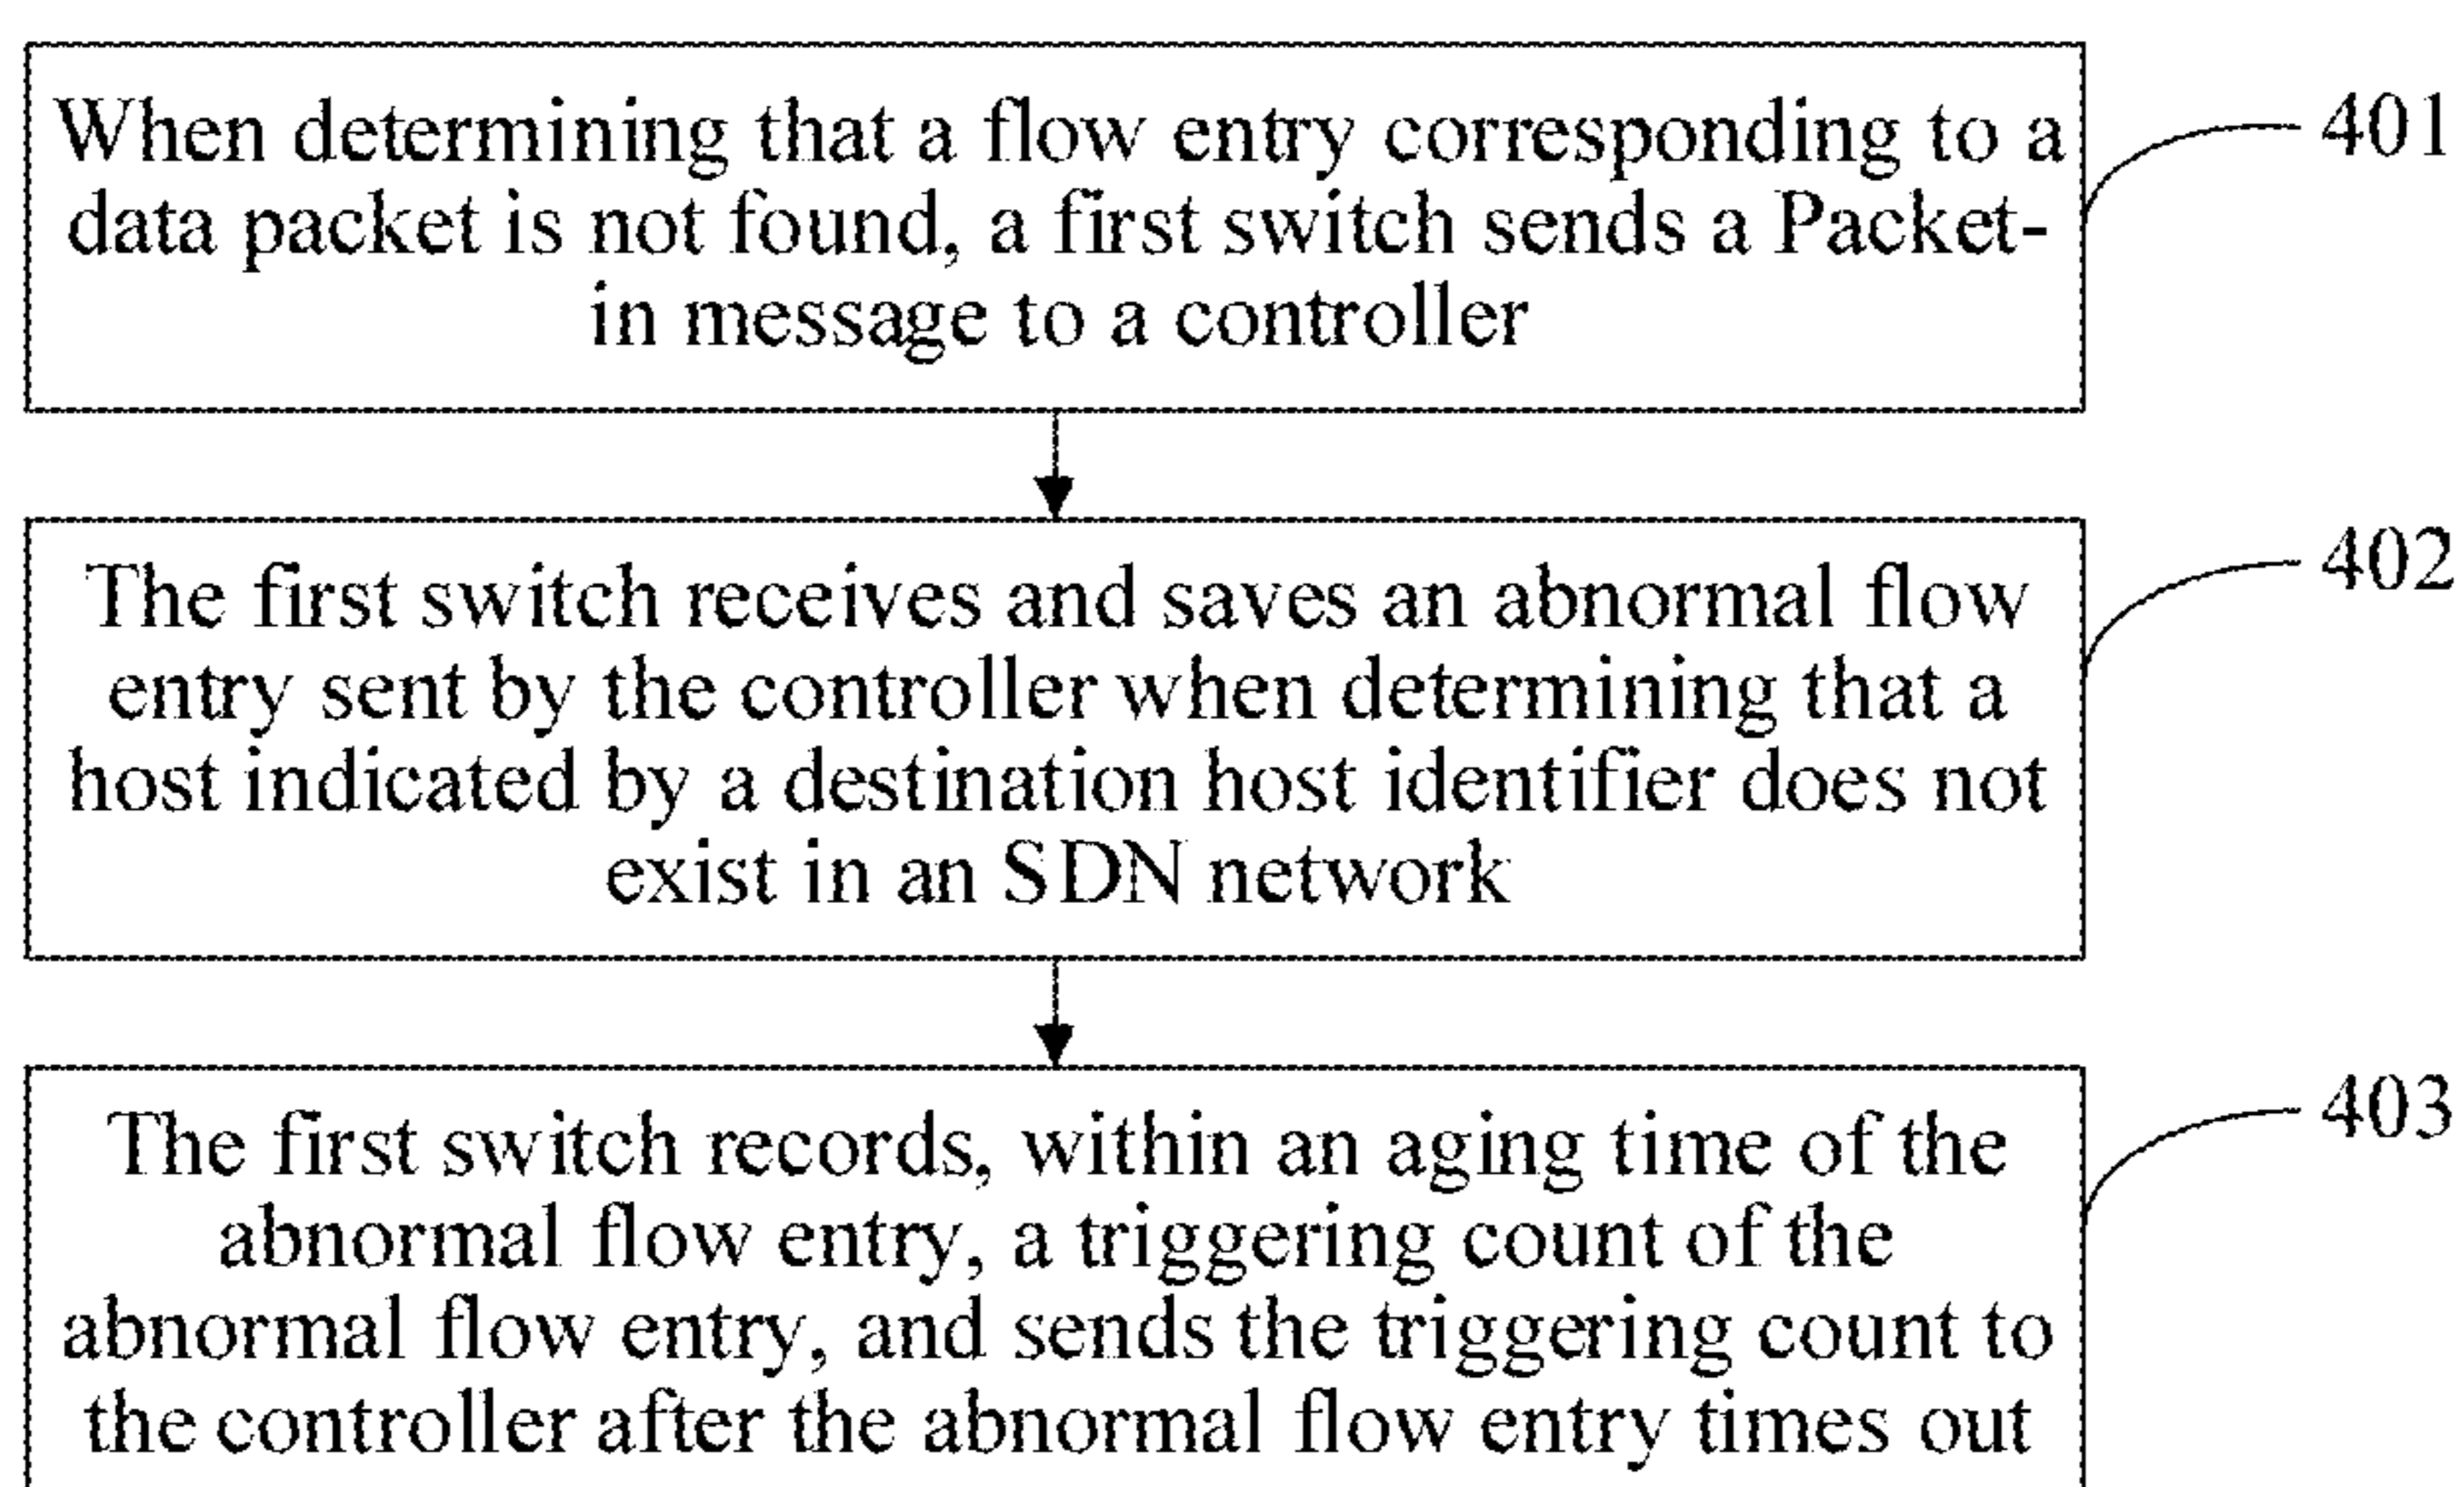 When determining that a flow entry corresponding to a
data packet is not found, a first switch sends a Packet-
in message to a controller
401
The first switch receives and saves an abnormal flow
entry sent by the controller when determining that a
host indicated by a destination host identifier does not
exist in an SDN network
402
The first switch records, within an aging time of the
abnormal flow entry, a triggering count of the
abnormal flow entry, and sends the triggering count to
the controller after the abnormal flow entry times out
403